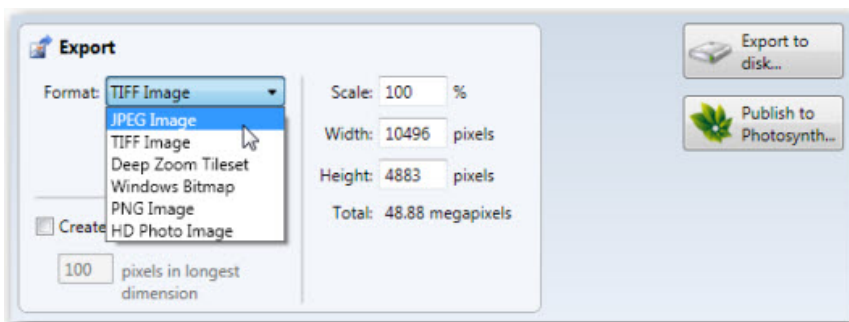 Export
Format: TIFF Image
JPEG Image
TIFF Image
Deep Zoom Tileset
Windows Bitmap
PNG Image
HD Photo Image
Create
100 pixels in longest
dimension
Scale: 100 %
Width: 10496 pixels
Height: 4883 pixels
Total: 48.88 megapixels
Export to
disk...
Publish to
Photosynth...